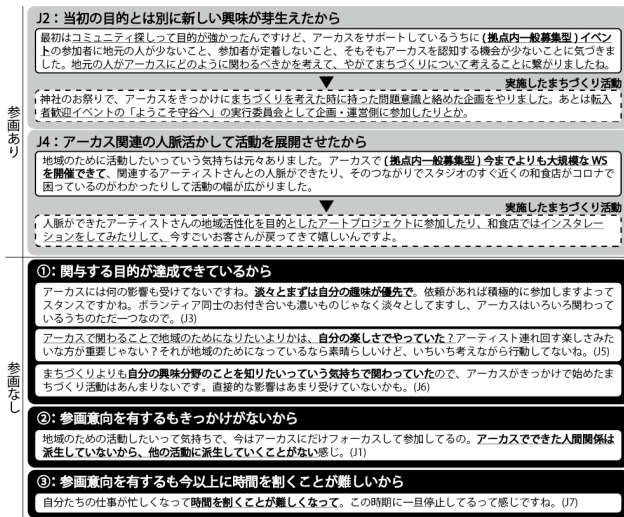 参画あり
J2：当初の目的とは別に新しい興味が芽生えたから
最初はコミュニティ探しって目的が強かったんですけど、アーカスをサポートしているうちに(拠点内一般募集型)イベン
トの参加者に地元の人が少ないこと、参加者が定着しないこと、そもそもアーカスを認知する機会が少ないことに気づきま
した。地元の人がアーカスにどのように関わるべきかを考えて、やがてまちづくりについて考えることに繋がりましたね。
実施したまちづくり活動
神社のお祭りで、アーカスをきっかけにまちづくりを考えた時に持った問題意識と絡めた企画をやりました。あとは転入
者歓迎イベントの「ようこそ守谷へ」の実行委員会として企画・運営側に参加したりとか。
J4：アーカス関連の人脈活かして活動を展開させたから
地域のために活動したいっていう気持ちは元々ありました。アーカスで(拠点内一般募集型)今までよりも大規模なWS
を開催できて、関連するアーティストさんとの人脈ができたり、そのつながりでスタジオのすぐ近くの和食店がコロナで
困っているのがわかったりして活動の幅が広がりました。
実施したまちづくり活動
人脈ができたアーティストさんの地域活性化を目的としたアートプロジェクトに参加したり、和食店ではインスタレー
ションをしてみたりして、今すごいお客さんが戻ってきて嬉しいんですよ。
参画なし
①：関与する目的が達成できているから
アーカスには何の影響も受けてないですね。淡々とまずは自分の趣味が優先で。依頼があれば積極的に参加しますよって
スタンスですかね。ボランティア同士のお付き合いも濃いものじゃなく淡々としてますし、アーカスはいろいろ関わって
いるうちのただ一つなので。(J3)
アーカスで関わることで地域のためになりたいよりかは、自分の楽しさでやっていた？アーティスト連れ回す楽しさみた
いな方が重要じゃない？それが地域のためになっているなら素晴らしいけど、いちいち考えながら行動してないね。(J5)
まちづくりよりも自分の興味分野のことを知りたいっていう気持ちで関わっていたので、アーカスがきっかけで始めたま
ちづくり活動はあんまりないです。直接的な影響はあまり受けていないかも。(J6)
②：参画意向を有するもきっかけがないから
地域のための活動したいって気持ちで、今はアーカスにだけフォーカスして参加してるの。アーカスでできた人間関係は
派生していないから、他の活動に派生していくことがない感じ。(J1)
③：参画意向を有するも今以上に時間を割くことが難しいから
自分たちの仕事が忙しくなって時間を割くことが難しくなって。この時期に一旦停止してるって感じですね。(J7)